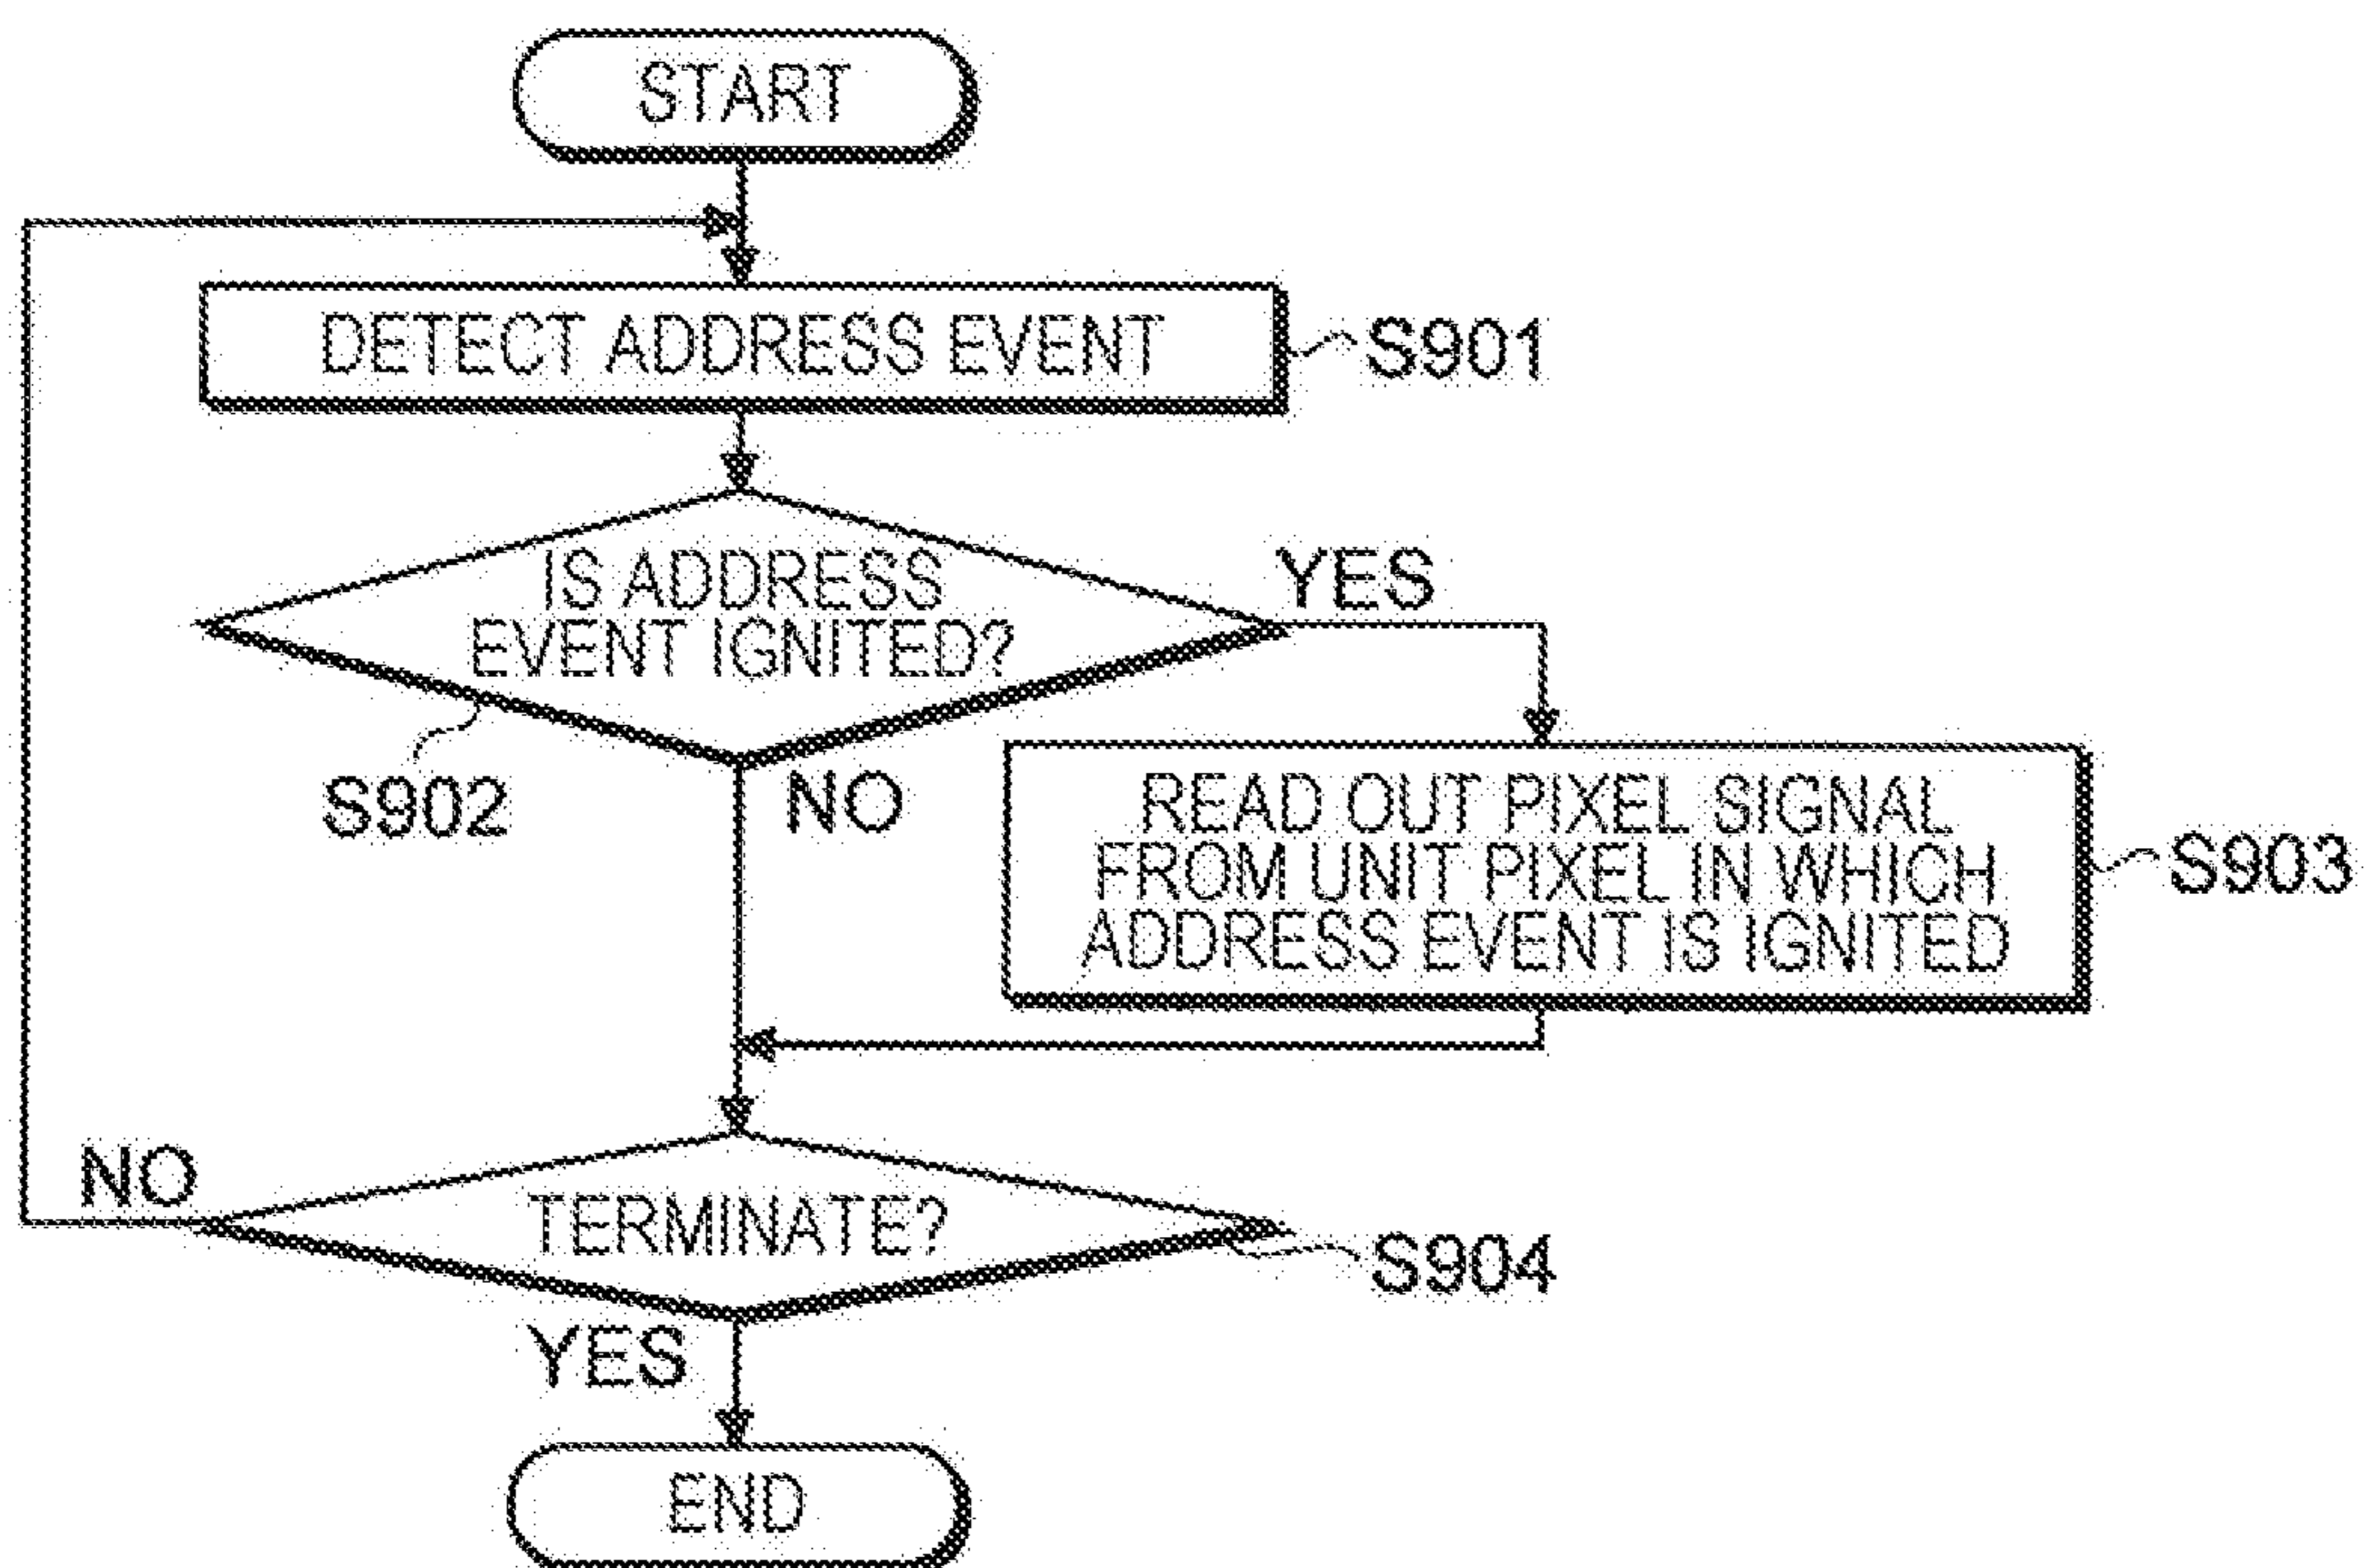 START
DETECT ADDRESS EVENT
S901
IS ADDRESS
EVENT IGNITED?
YES
S902
NO
READ OUT PIXEL SIGNAL
FROM UNIT PIXEL IN WHICH
ADDRESS EVENT IS IGNITED
S903
NO
TERMINATE?
S904
YES
END